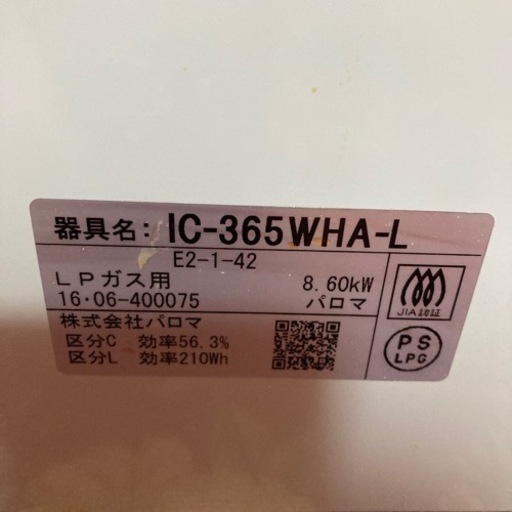 器具名: IC-365WHA-L
E2-1-42
LPガス用 8.60kW
16・06-400075 パロマ
株式会社パロマ
区分C 効率56.3%
区分L 効率210Wh
JIA認証
PS
LPG